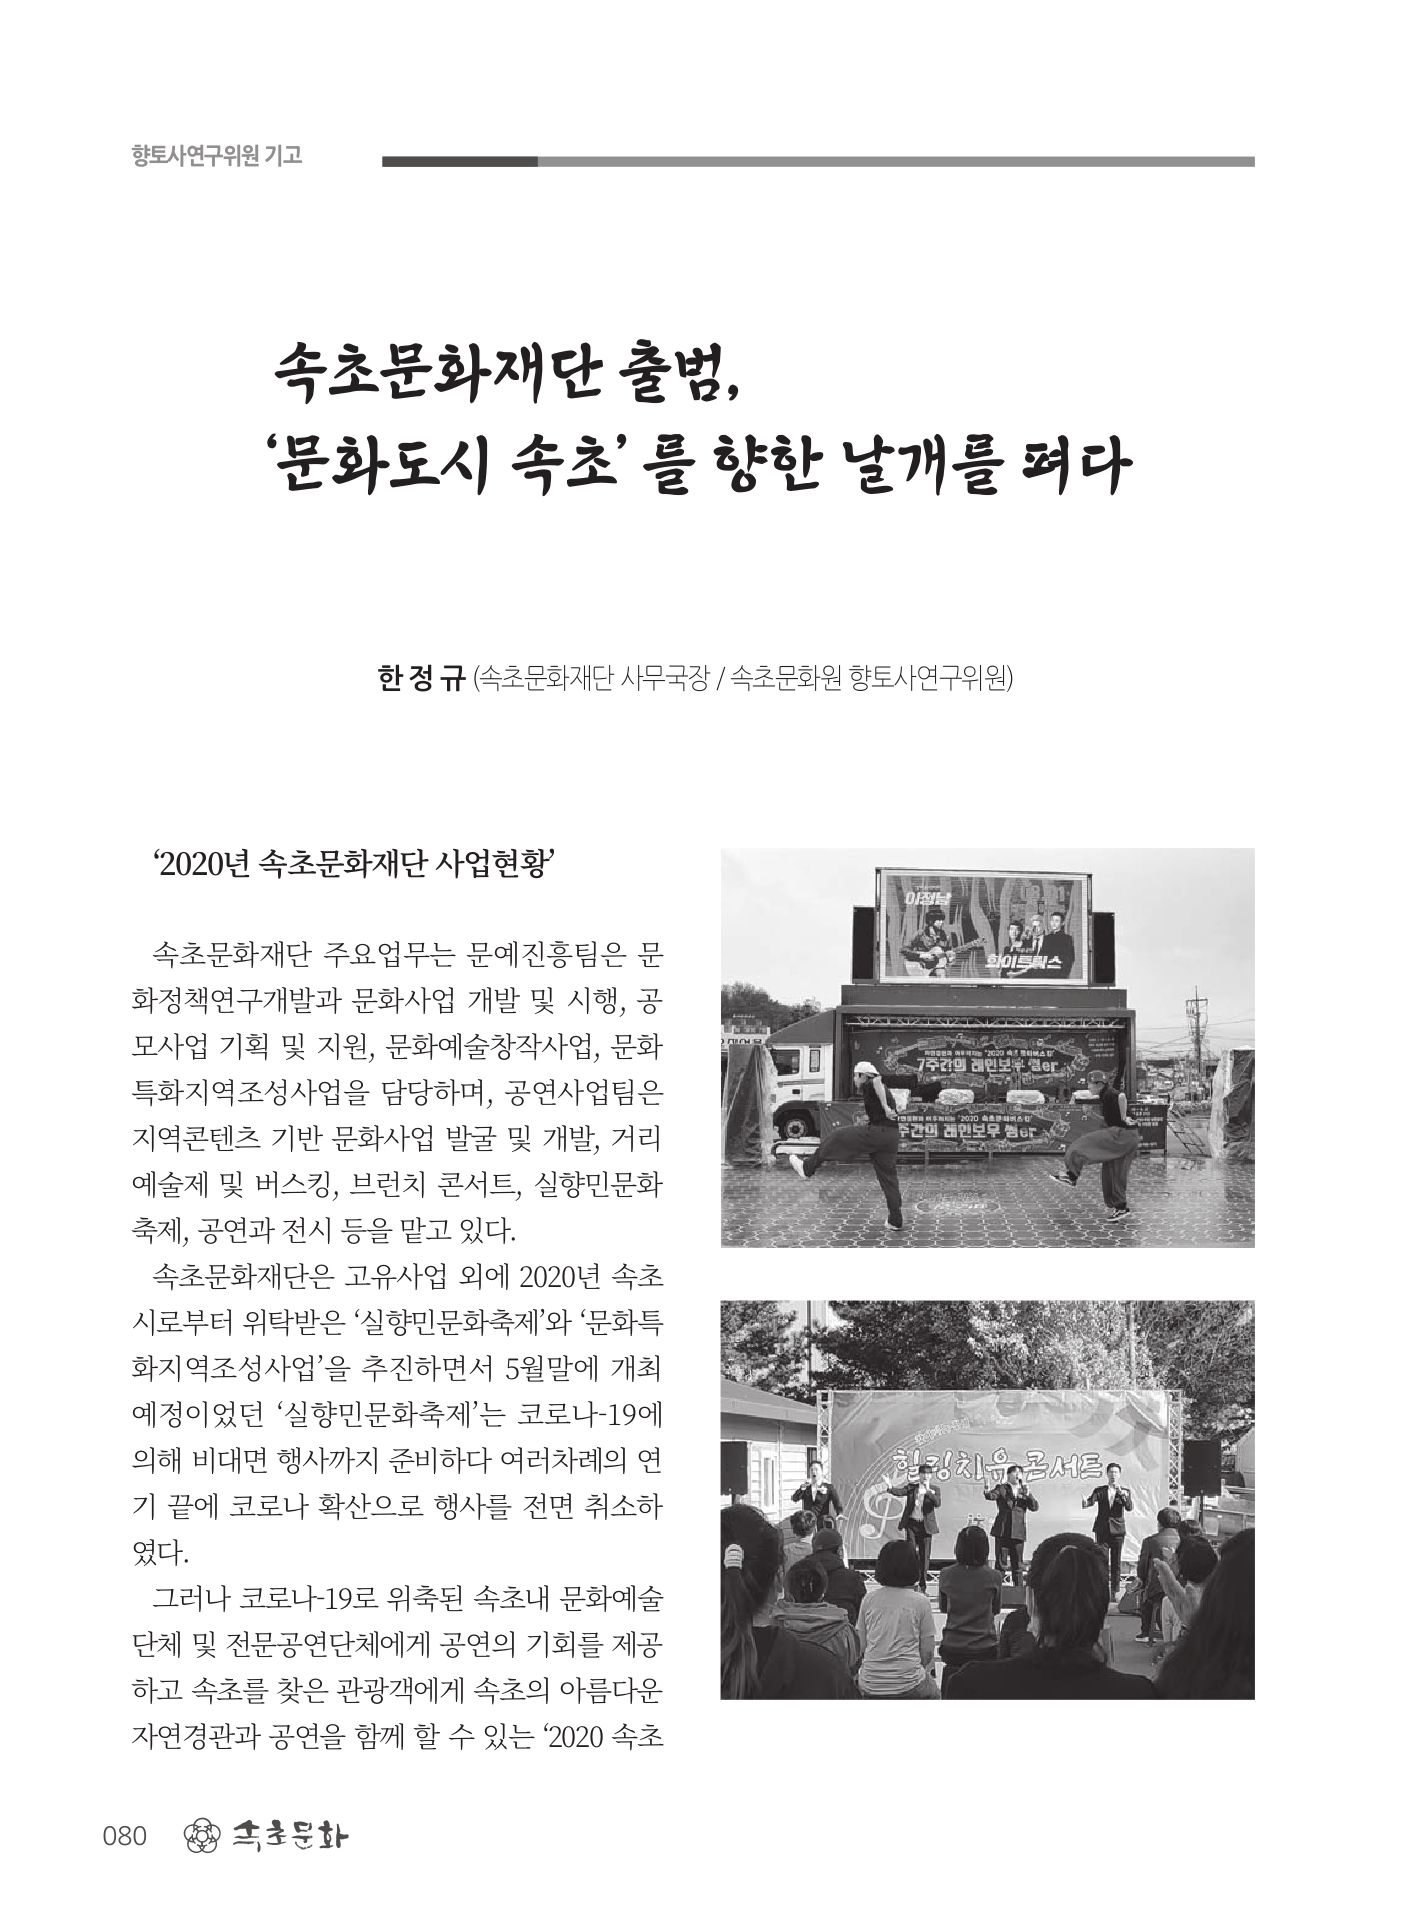 향토사연구위원 기고
속초문화재단 출범,
‘문화도시 속초’를 향한 날개를 펴다
한 정 규 (속초문화재단 사무국장 / 속초문화원 향토사연구위원)
‘2020년 속초문화재단 사업현황’
속초문화재단 주요업무는 문예진흥팀은 문
화정책연구개발과 문화사업 개발 및 시행, 공
모사업 기획 및 지원, 문화예술창작사업, 문화
특화지역조성사업을 담당하며, 공연사업팀은
지역콘텐츠 기반 문화사업 발굴 및 개발, 거리
예술제 및 버스킹, 브런치 콘서트, 실향민문화
축제, 공연과 전시 등을 맡고 있다.
속초문화재단은 고유사업 외에 2020년 속초
시로부터 위탁받은 ‘실향민문화축제’와 ‘문화특
화지역조성사업’을 추진하면서 5월말에 개최
예정이었던 ‘실향민문화축제’는 코로나-19에
의해 비대면 행사까지 준비하다 여러차례의 연
기 끝에 코로나 확산으로 행사를 전면 취소하
였다.
그러나 코로나-19로 위축된 속초내 문화예술
단체 및 전문공연단체에게 공연의 기회를 제공
하고 속초를 찾은 관광객에게 속초의 아름다운
자연경관과 공연을 함께 할 수 있는 ‘2020 속초
이정남
화이트릭스
7주간의 레인보우 썸er
주간의 레인보우 썸er
힐링치유 콘서트
080
속초문화